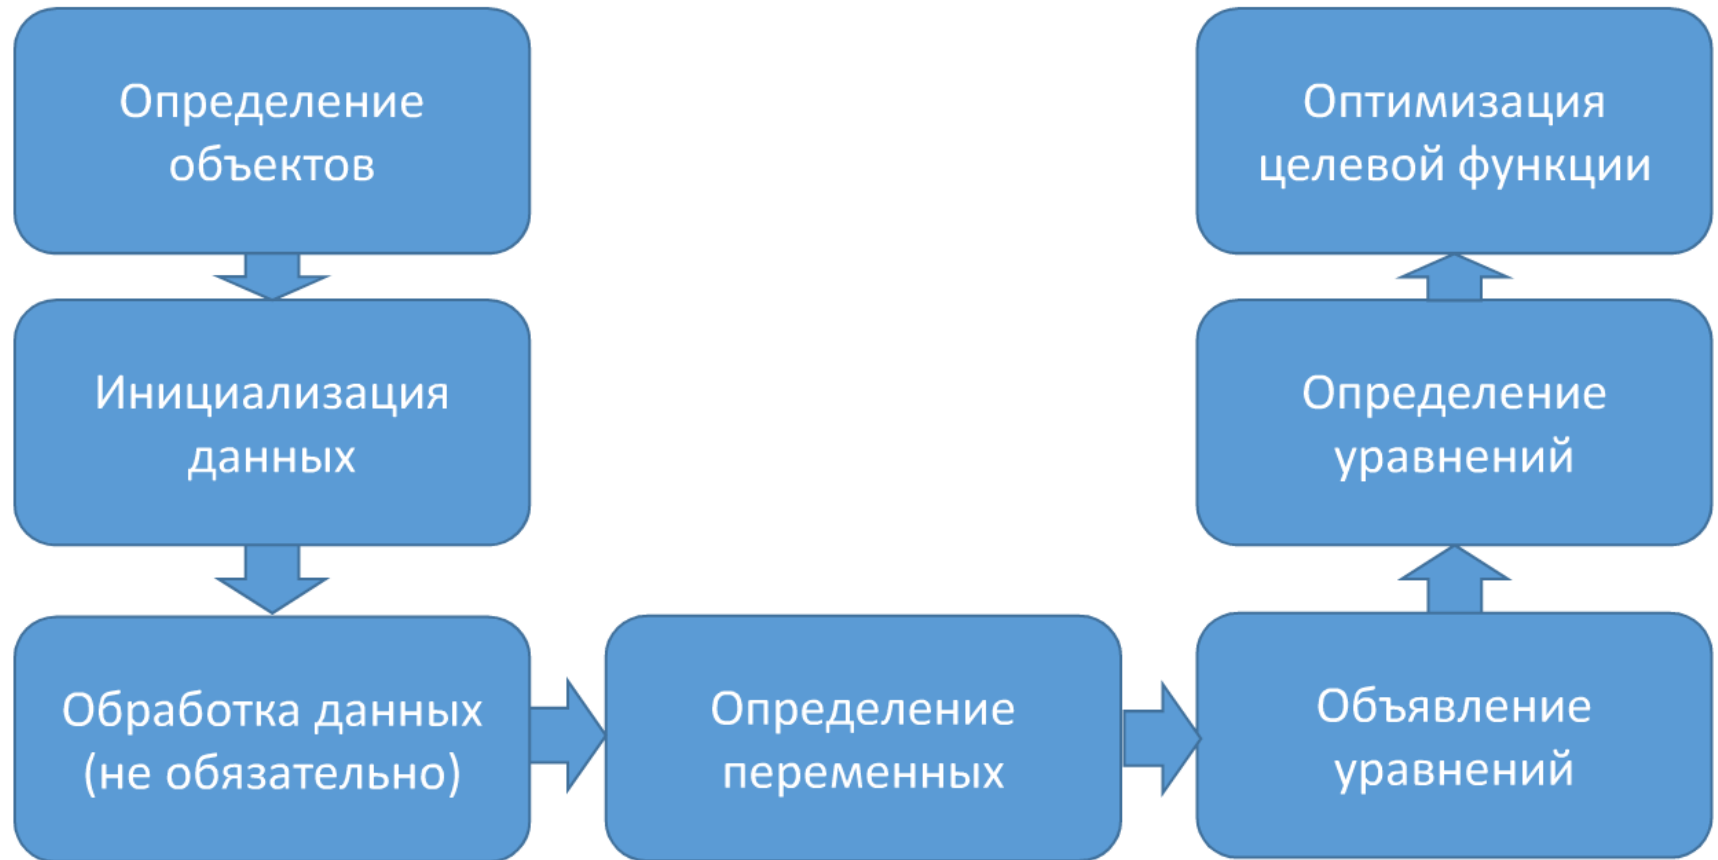 Определение
объектов
Инициализация
данных
Обработка данных
(не обязательно)
Определение
переменных
Объявление
уравнений
Определение
уравнений
Оптимизация
целевой функции